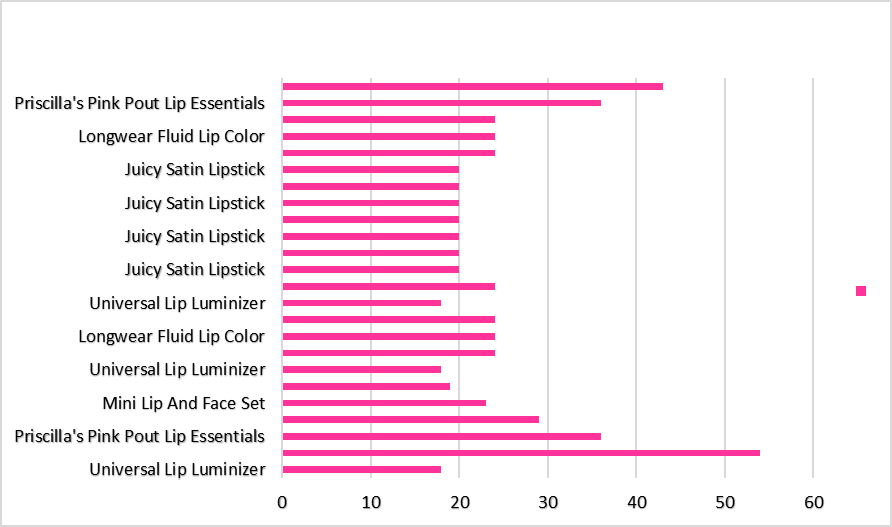 Priscilla's Pink Pout Lip Essentials
Longwear Fluid Lip Color
Juicy Satin Lipstick
Juicy Satin Lipstick
Juicy Satin Lipstick
Juicy Satin Lipstick
Universal Lip Luminizer
Longwear Fluid Lip Color
Universal Lip Luminizer
Mini Lip And Face Set
Priscilla's Pink Pout Lip Essentials
Universal Lip Luminizer
0 10 20 30 40 50 60